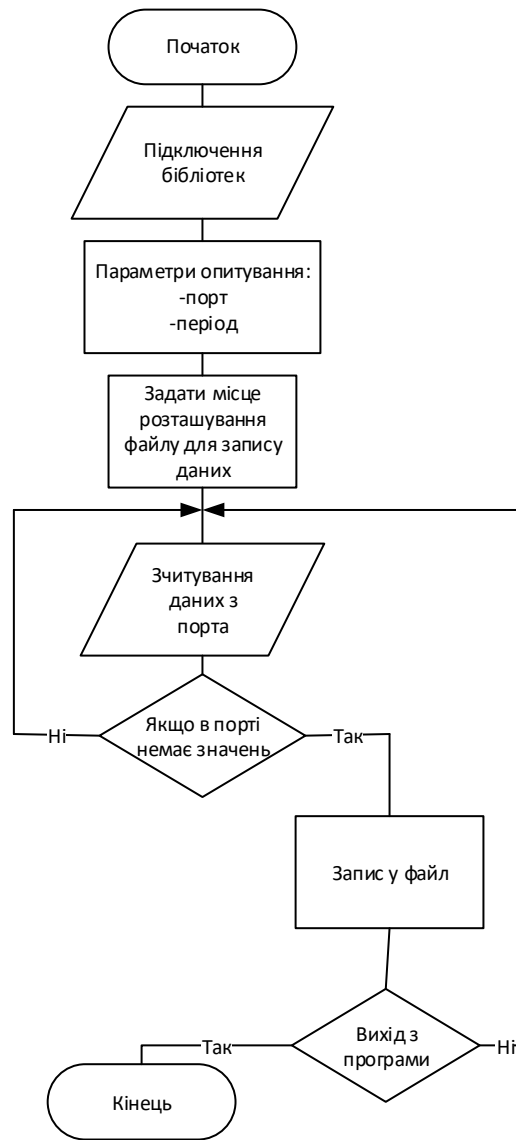 Початок
Підключення
бібліотек
Параметри опитування:
-порт
-період
Задати місце
розташування
файлу для запису
даних
Зчитування
даних з
порта
Якщо в порті
немає значень
Ні
Так
Запис у файл
Вихід з
програми
Так
Ні
Кінець